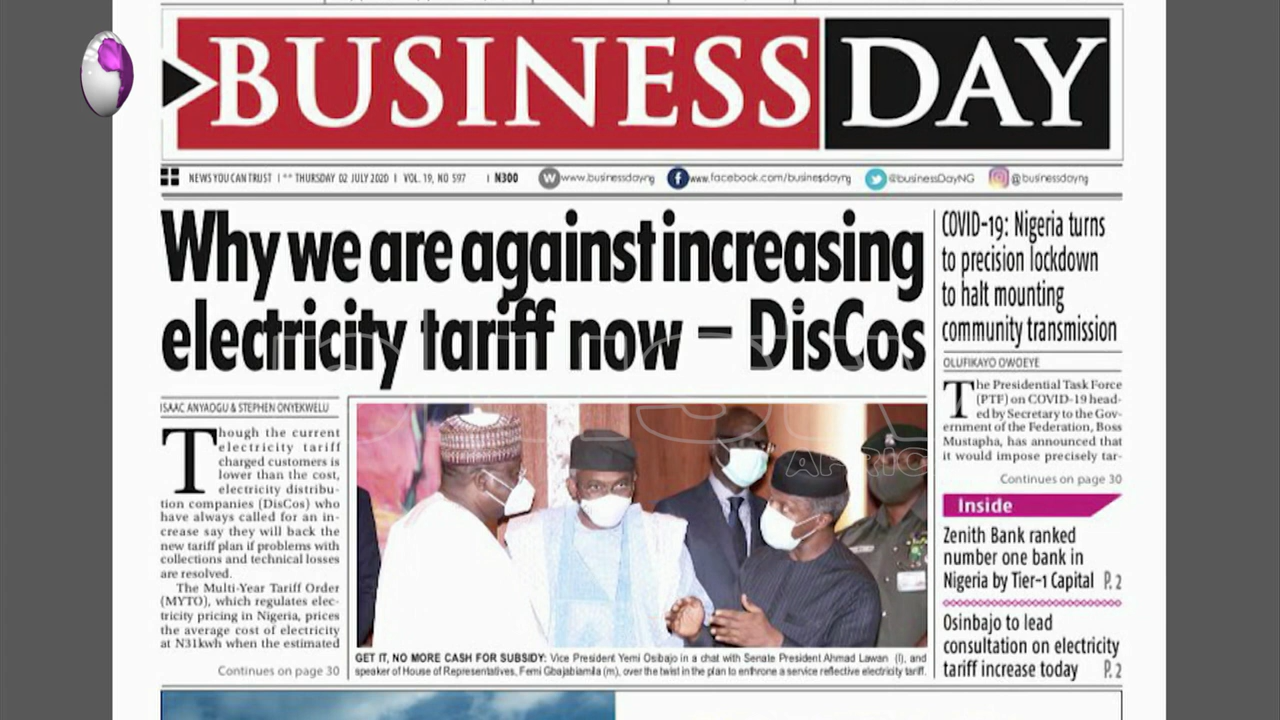 BUSINESS DAY
NEWS YOU CAN TRUST I ** THURSDAY 02 JULY 2020 I VOL. 19, NO 597 I N300 www.businessdayng www.facebook.com/businesdayng @businessDayNG @businessdayng
Why we are against increasing
electricity tariff now – DisCos
ISAAC ANYAOGU & STEPHEN ONYEKWELU
Though the current
electricity tariff
charged customers is
lower than the cost,
electricity distribu-
tion companies (DisCos) who
have always called for an in-
crease say they will back the
new tariff plan if problems with
collections and technical losses
are resolved.
The Multi-Year Tariff Order
(MYTO), which regulates elec-
tricity pricing in Nigeria, prices
the average cost of electricity
at N31kwh when the estimated
Continues on page 30
GET IT, NO MORE CASH FOR SUBSIDY: Vice President Yemi Osibajo in a chat with Senate President Ahmad Lawan (l), and
speaker of House of Representatives, Femi Gbajabiamila (m), over the twist in the plan to enthrone a service reflective electricity tariff.
COVID-19: Nigeria turns
to precision lockdown
to halt mounting
community transmission
OLUFIKAYO OWOEYE
The Presidential Task Force
(PTF) on COVID-19 head-
ed by Secretary to the Gov-
ernment of the Federation, Boss
Mustapha, has announced that
it would impose precisely tar-
Continues on page 30
Inside
Zenith Bank ranked
number one bank in
Nigeria by Tier-1 Capital P. 2
Osinbajo to lead
consultation on electricity
tariff increase today P. 2
AFRIC